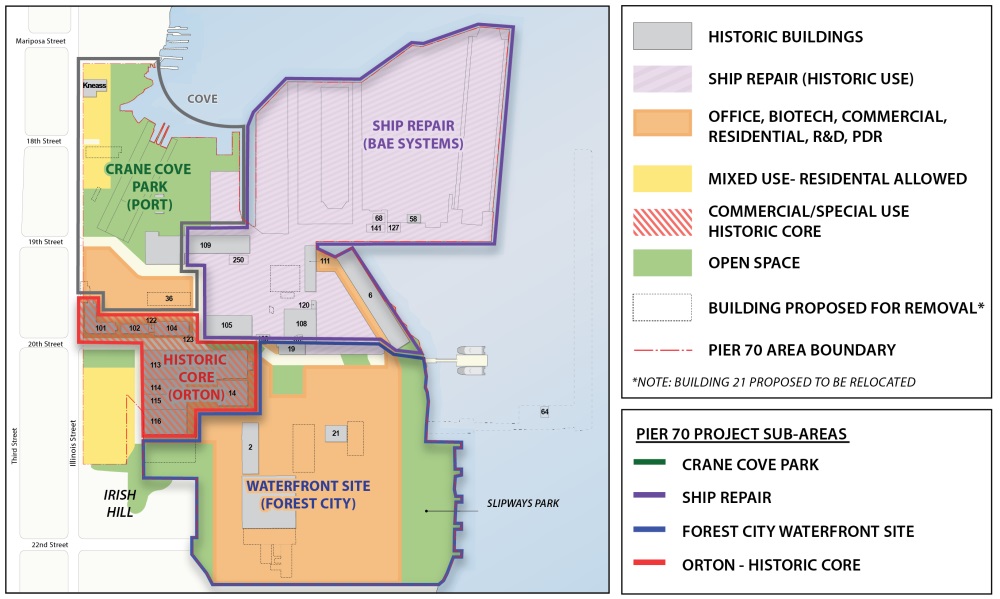 Mariposa Street
Kneass
COVE
18th Street
CRANE COVE
PARK
(PORT)
SHIP REPAIR
(BAE SYSTEMS)
68
58
141
127
19th Street
109
250
111
6
36
120
122
101
102
104
105
108
123
19
20th Street
HISTORIC
CORE
(ORTON)
113
114
14
115
116
64
2
21
Third Street
Illinois Street
WATERFRONT SITE
(FOREST CITY)
IRISH
HILL
SLIPWAYS PARK
22nd Street
HISTORIC BUILDINGS
SHIP REPAIR (HISTORIC USE)
OFFICE, BIOTECH, COMMERCIAL,
RESIDENTIAL, R&D, PDR
MIXED USE- RESIDENTAL ALLOWED
COMMERCIAL/SPECIAL USE
HISTORIC CORE
OPEN SPACE
BUILDING PROPOSED FOR REMOVAL*
PIER 70 AREA BOUNDARY
*NOTE: BUILDING 21 PROPOSED TO BE RELOCATED
PIER 70 PROJECT SUB-AREAS
CRANE COVE PARK
SHIP REPAIR
FOREST CITY WATERFRONT SITE
ORTON - HISTORIC CORE